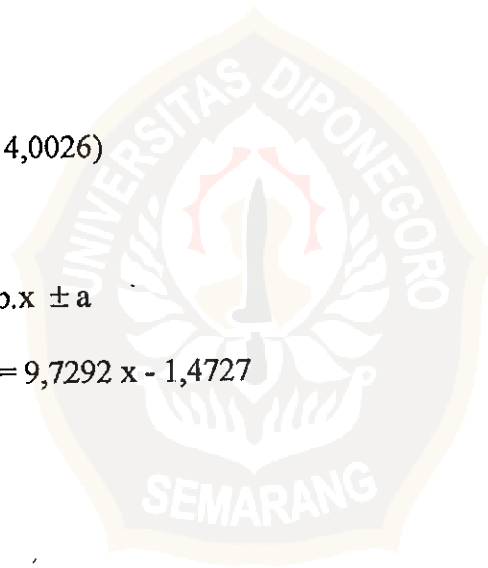 4,0026)
b.x ± a
= 9,7292 x - 1,4727
UNIVERSITAS DIPONEGORO
SEMARANG